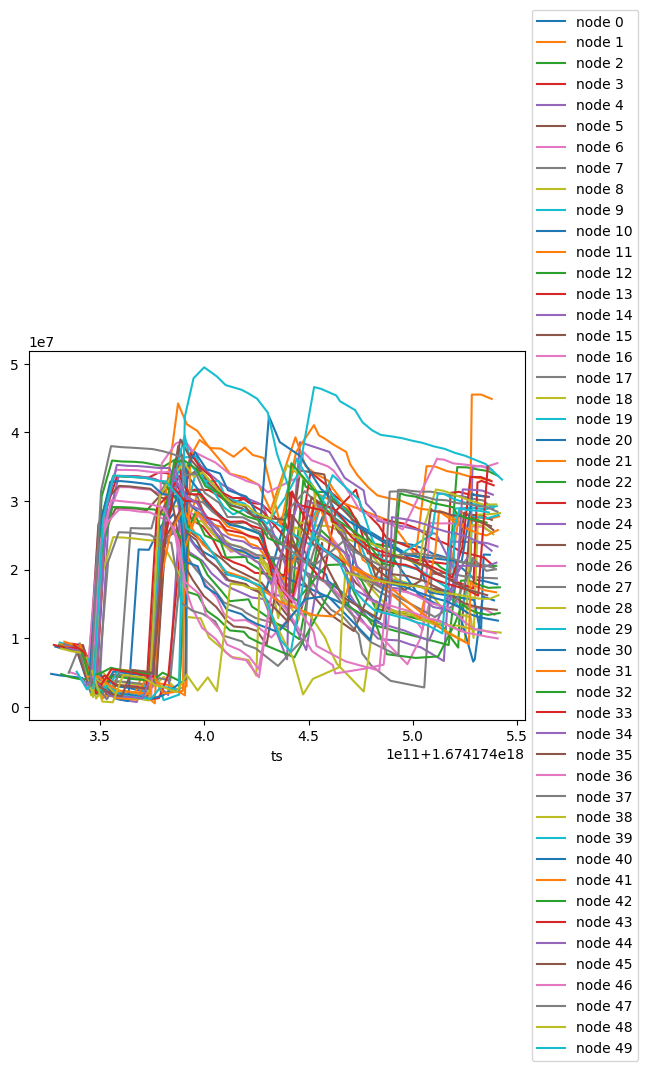 1e7
5
4
3
2
1
0
3.5 4.0 4.5 5.0 5.5
1e11+1.674174e18
ts
node 0
node 1
node 2
node 3
node 4
node 5
node 6
node 7
node 8
node 9
node 10
node 11
node 12
node 13
node 14
node 15
node 16
node 17
node 18
node 19
node 20
node 21
node 22
node 23
node 24
node 25
node 26
node 27
node 28
node 29
node 30
node 31
node 32
node 33
node 34
node 35
node 36
node 37
node 38
node 39
node 40
node 41
node 42
node 43
node 44
node 45
node 46
node 47
node 48
node 49